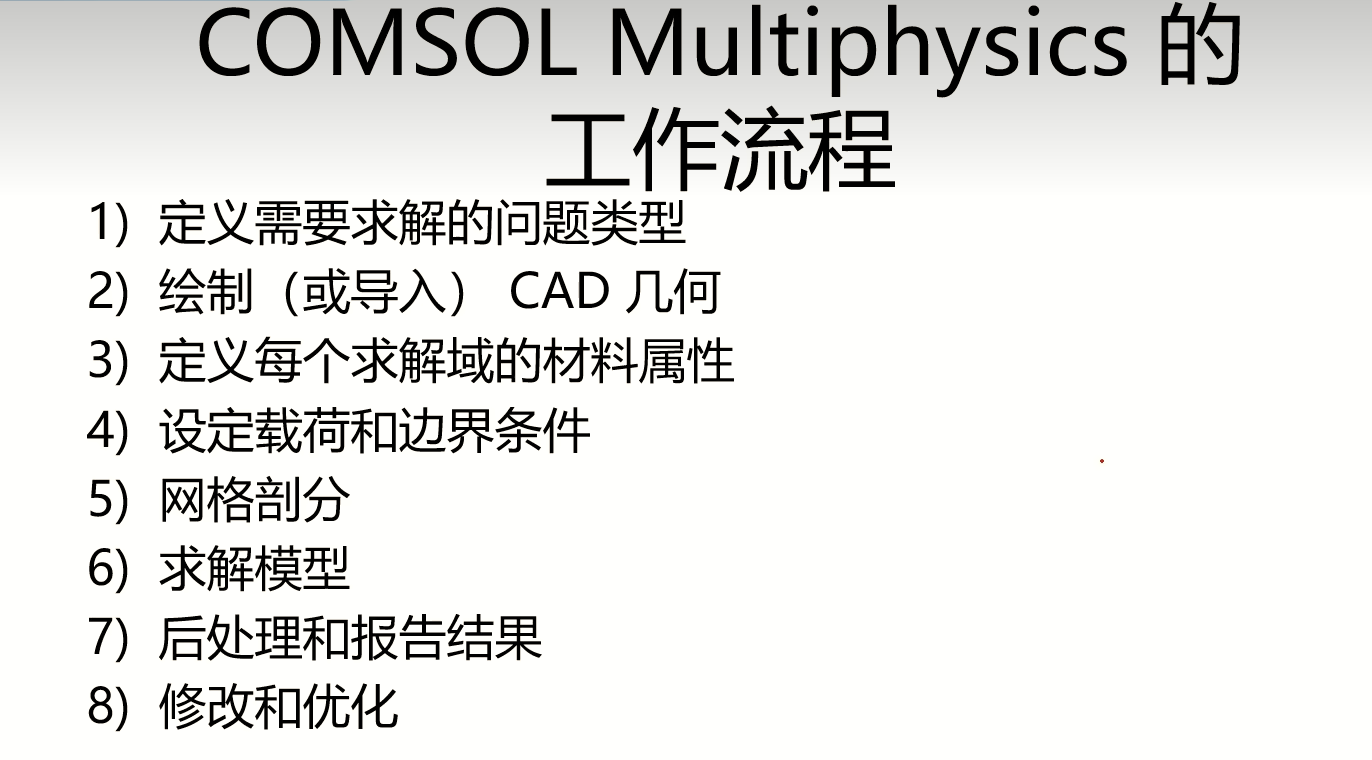 COMSOL Multiphysics 的
工作流程
1) 定义需要求解的问题类型
2) 绘制（或导入） CAD 几何
3) 定义每个求解域的材料属性
4) 设定载荷和边界条件
5) 网格剖分
6) 求解模型
7) 后处理和报告结果
8) 修改和优化